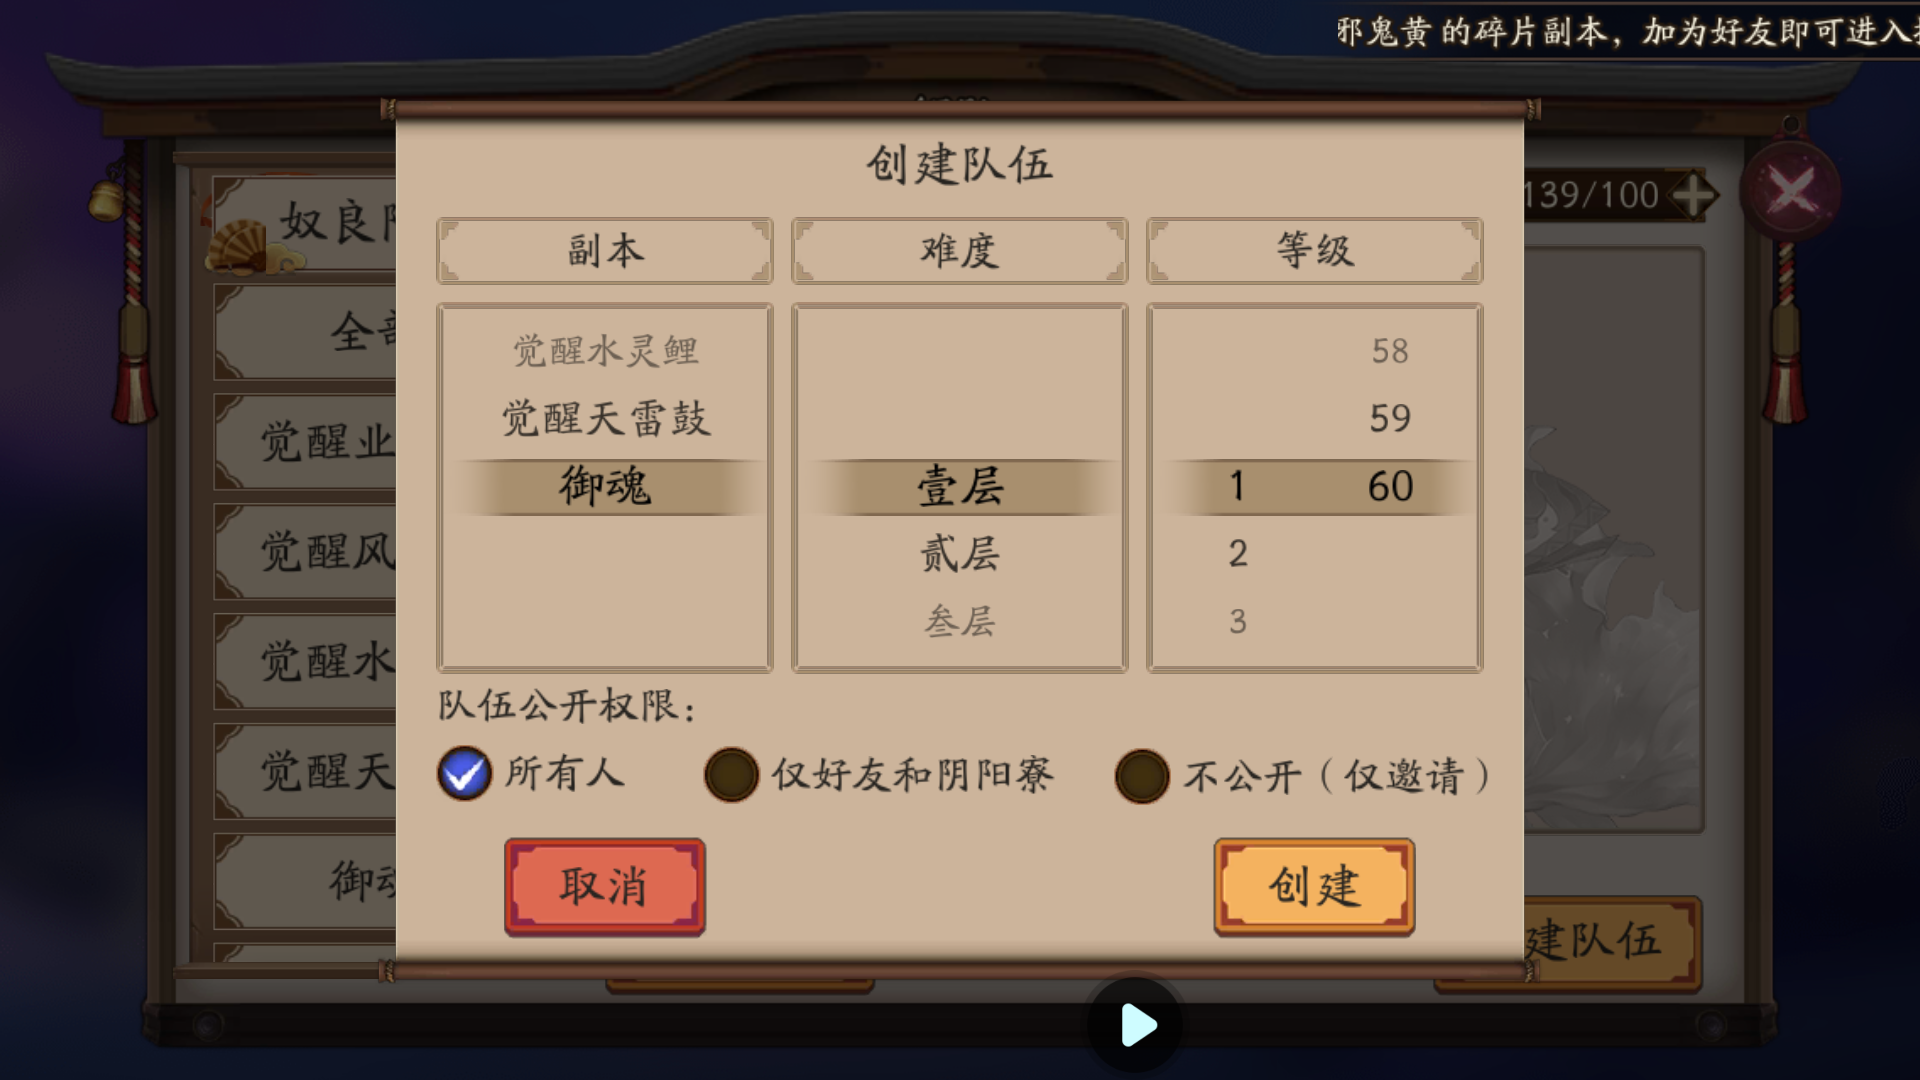 邪鬼黄的碎片副本，加为好友即可进入
创建队伍
139/100
副本 难度 等级
奴良
全部
觉醒业
觉醒风
觉醒水
觉醒天
御魂
觉醒水灵鲤 58
觉醒天雷鼓 59
御魂 壹层 1 60
贰层 2
叁层 3
队伍公开权限：
所有人 仅好友和阴阳寮 不公开（仅邀请）
取消 创建
建队伍